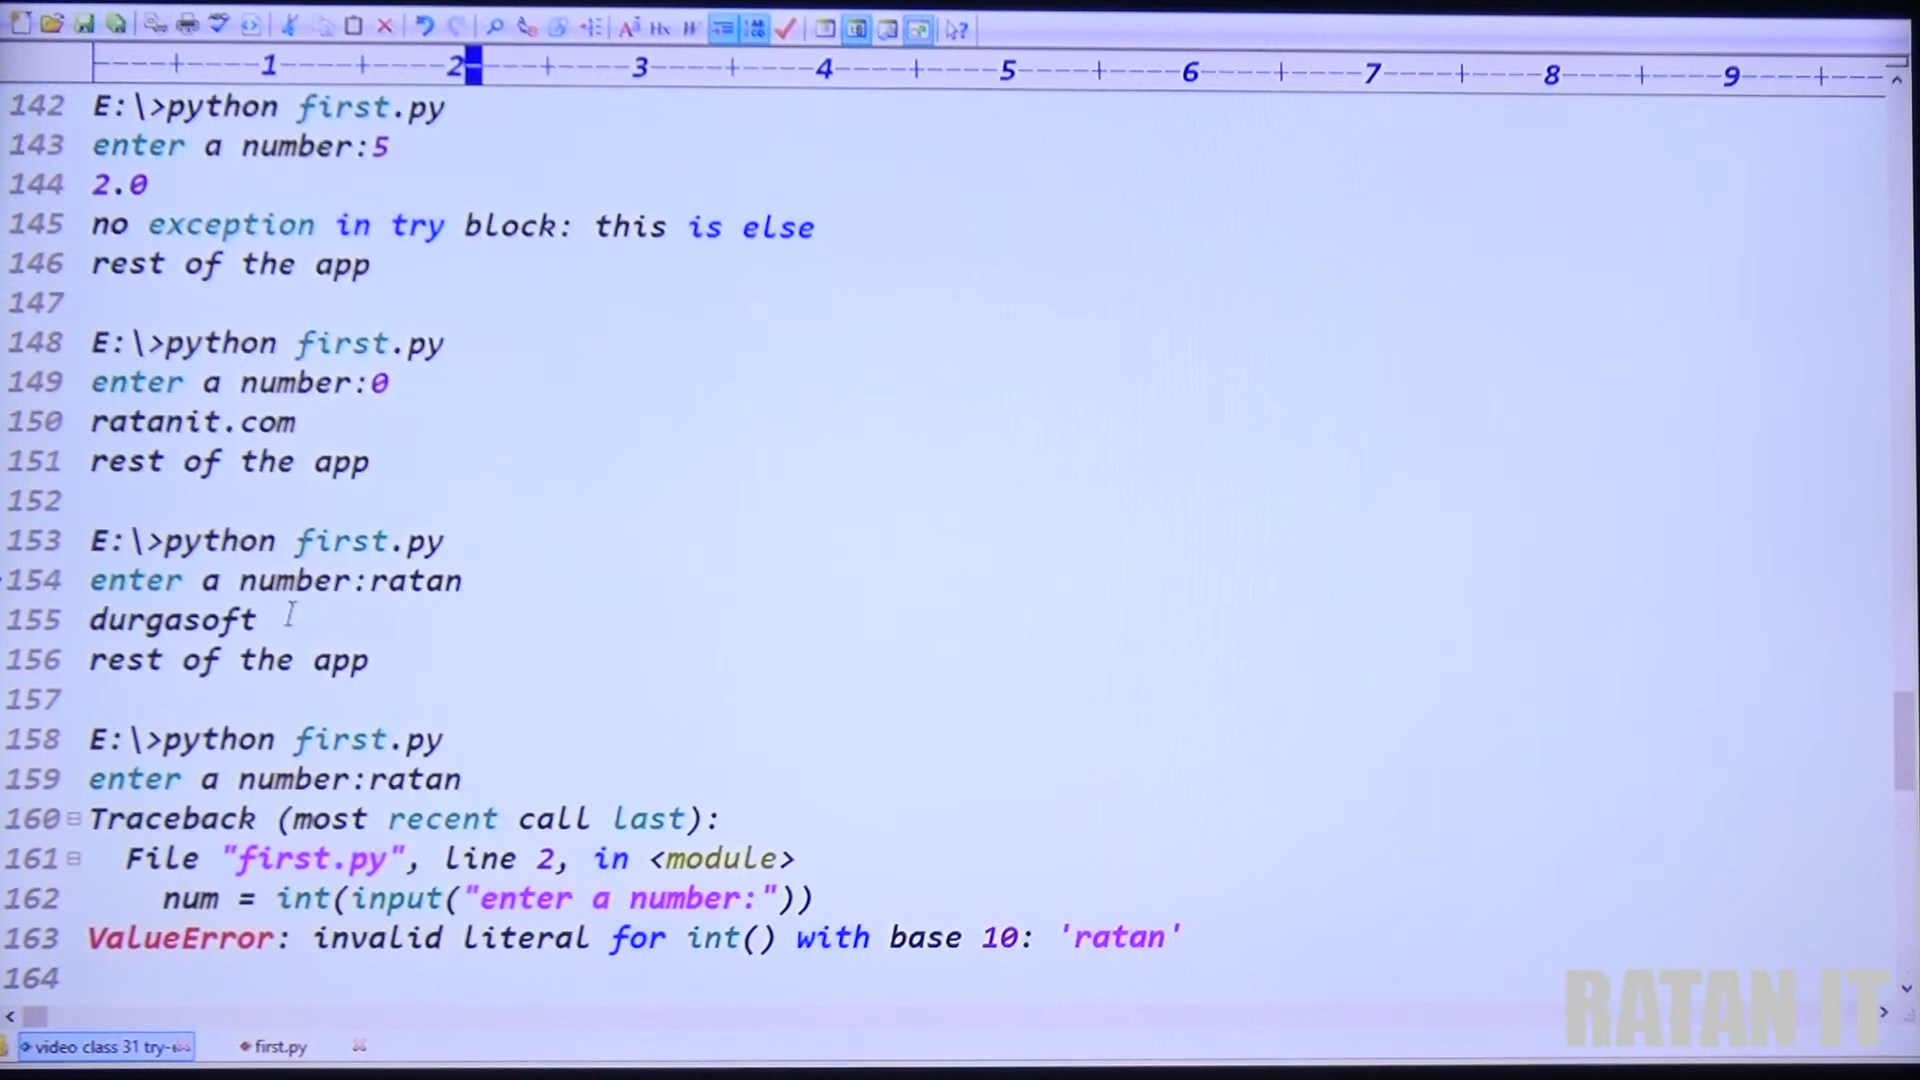 1 2 3 4 5 6 7 8 9
142 E:\>python first.py
143 enter a number:5
144 2.0
145 no exception in try block: this is else
146 rest of the app
147
148 E:\>python first.py
149 enter a number:0
150 ratanit.com
151 rest of the app
152
153 E:\>python first.py
154 enter a number:ratan
155 durgasoft
156 rest of the app
157
158 E:\>python first.py
159 enter a number:ratan
160 Traceback (most recent call last):
161 File "first.py", line 2, in <module>
162 num = int(input("enter a number:"))
163 ValueError: invalid literal for int() with base 10: 'ratan'
164
RATAN IT
video class 31 try-
first.py